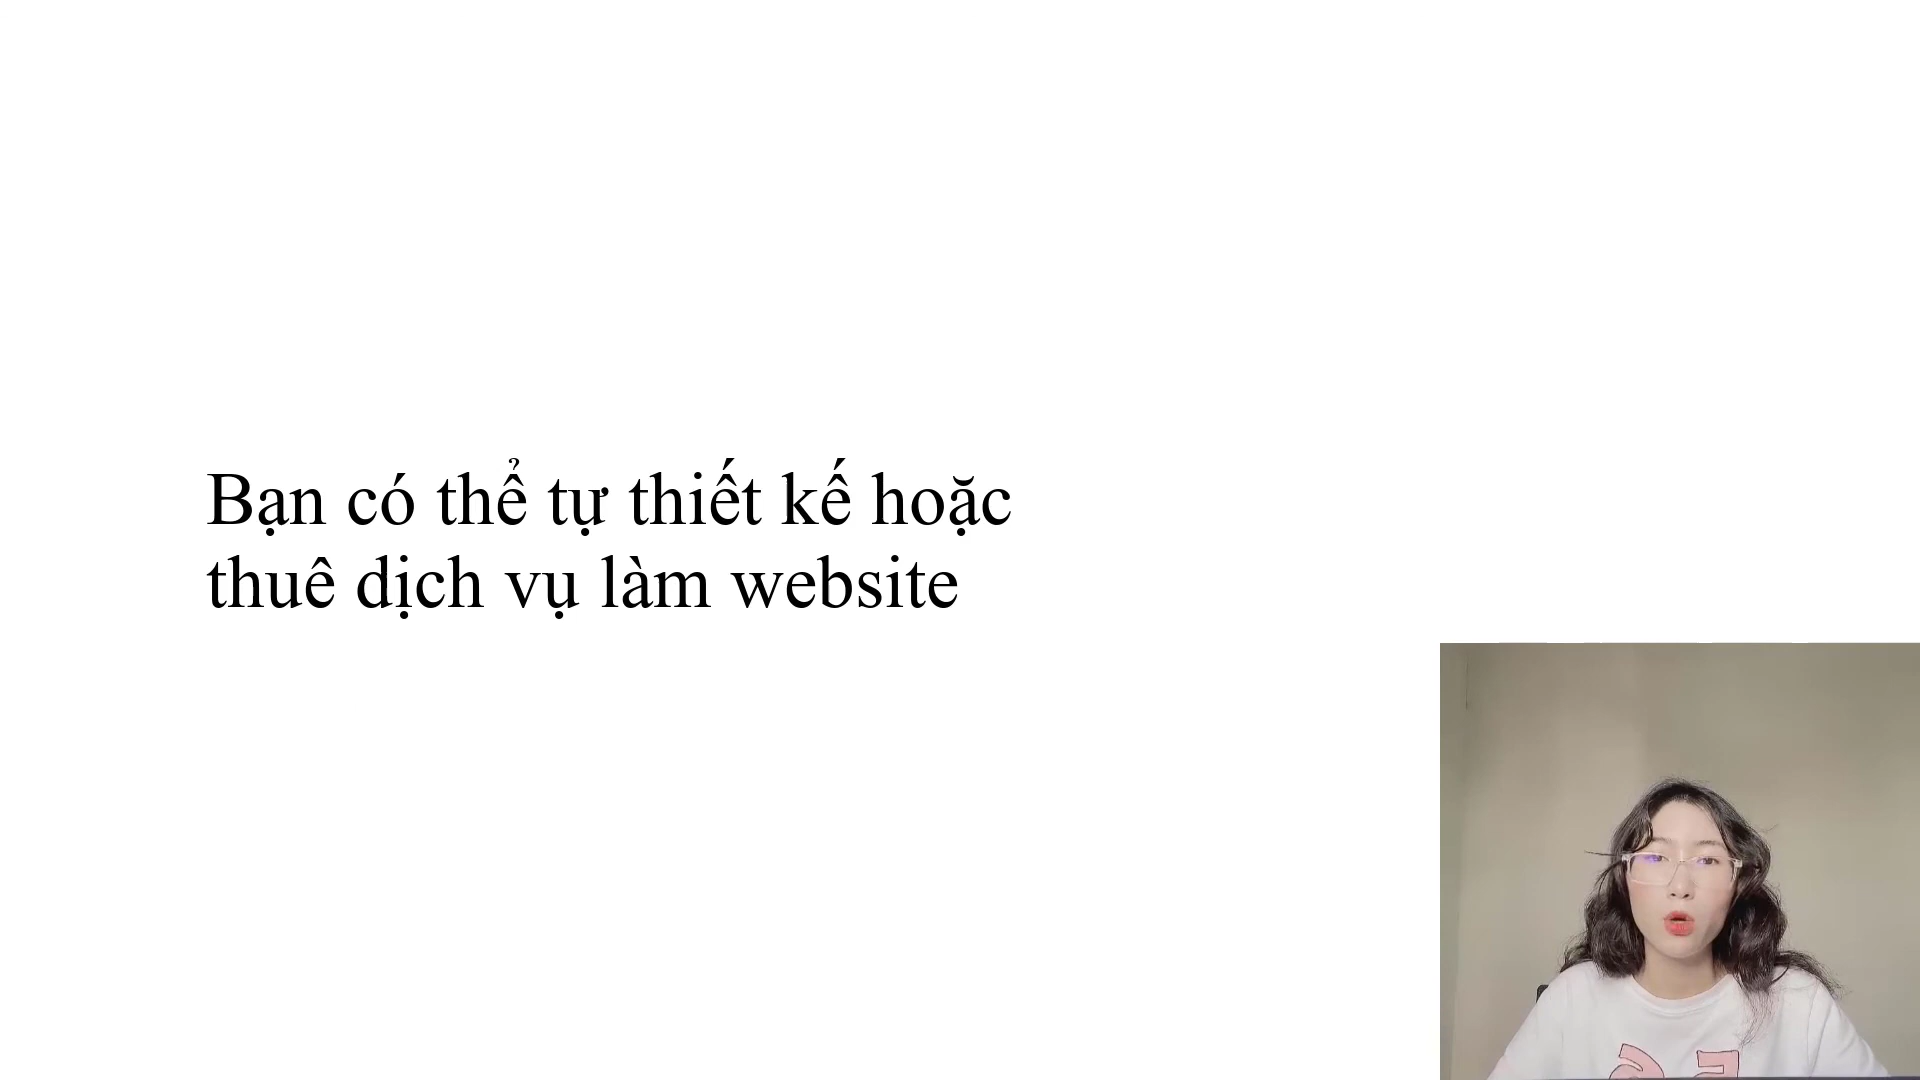 Bạn có thể tự thiết kế hoặc
thuê dịch vụ làm website